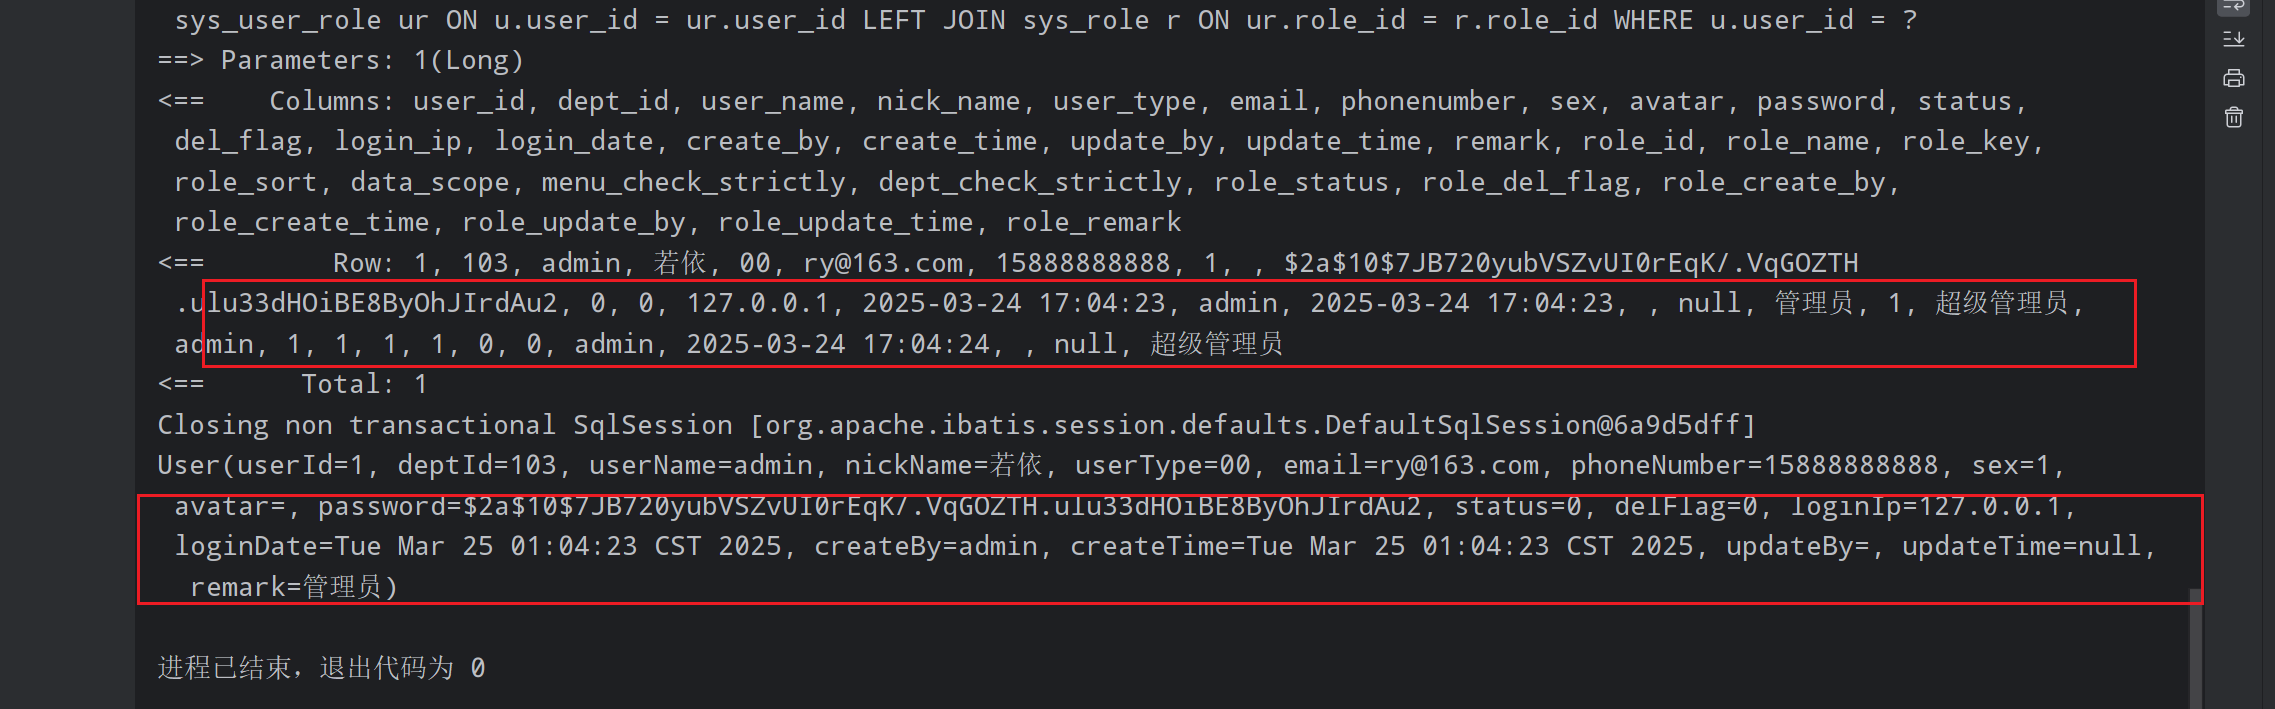 sys_user_role ur ON u.user_id = ur.user_id LEFT JOIN sys_role r ON ur.role_id = r.role_id WHERE u.user_id = ?
==> Parameters: 1(Long)
<==    Columns: user_id, dept_id, user_name, nick_name, user_type, email, phonenumber, sex, avatar, password, status,
del_flag, login_ip, login_date, create_by, create_time, update_by, update_time, remark, role_id, role_name, role_key,
role_sort, data_scope, menu_check_strictly, dept_check_strictly, role_status, role_del_flag, role_create_by,
role_create_time, role_update_by, role_update_time, role_remark
<==        Row: 1, 103, admin, 若依, 00, ry@163.com, 15888888888, 1, , $2a$10$7JB720yubVSZvUI0rEqK/.VqGOZTH
.ulu33dHOiBE8ByOhJIrdAu2, 0, 0, 127.0.0.1, 2025-03-24 17:04:23, admin, 2025-03-24 17:04:23, , null, 管理员, 1, 超级管理员,
admin, 1, 1, 1, 1, 0, 0, admin, 2025-03-24 17:04:24, , null, 超级管理员
<==      Total: 1
Closing non transactional SqlSession [org.apache.ibatis.session.defaults.DefaultSqlSession@6a9d5dff]
User(userId=1, deptId=103, userName=admin, nickName=若依, userType=00, email=ry@163.com, phoneNumber=15888888888, sex=1,
avatar=, password=$2a$10$7JB720yubVSZvUI0rEqK/.VqGOZTH.ulu33dHOiBE8ByOhJIrdAu2, status=0, delFlag=0, loginIp=127.0.0.1,
loginDate=Tue Mar 25 01:04:23 CST 2025, createBy=admin, createTime=Tue Mar 25 01:04:23 CST 2025, updateBy=, updateTime=null,
remark=管理员)
进程已结束，退出代码为 0